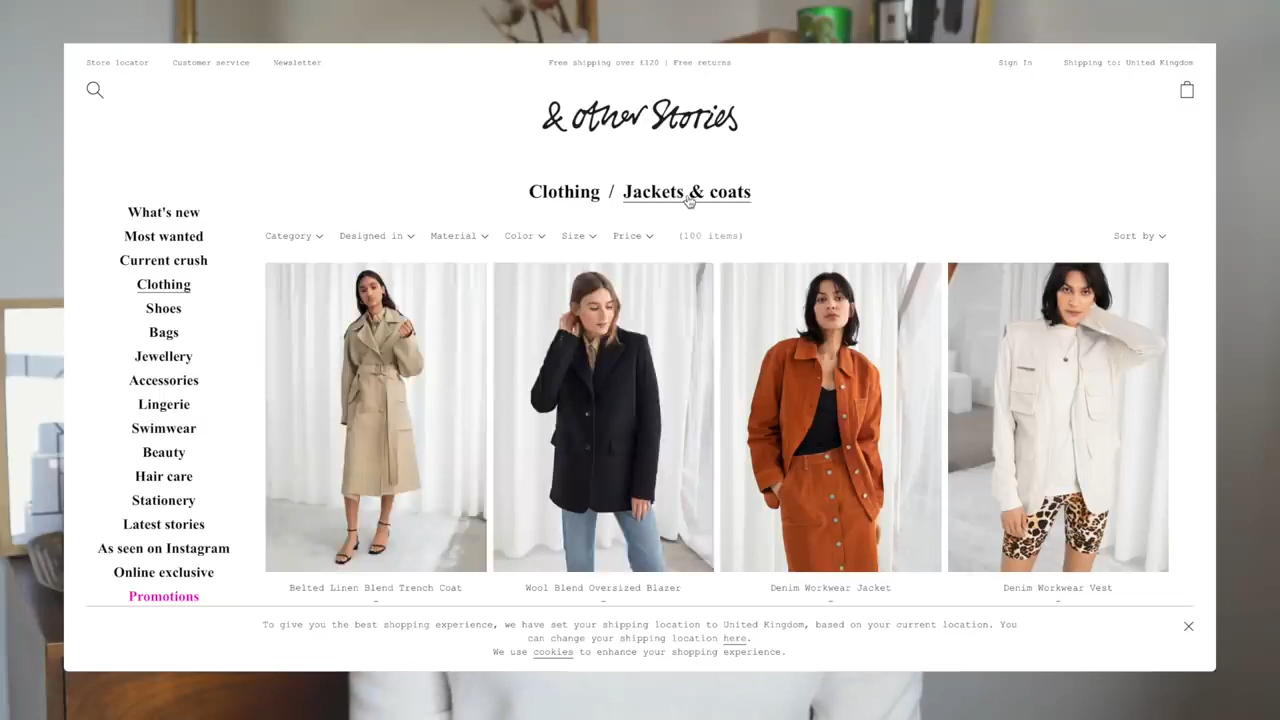 Store locator Customer service Newsletter Free shipping over £120 | Free returns Sign In Shipping to: United Kingdom
& other Stories
Clothing / Jackets & coats
What's new
Most wanted
Current crush
Clothing
Shoes
Bags
Jewellery
Accessories
Lingerie
Swimwear
Beauty
Hair care
Stationery
Latest stories
As seen on Instagram
Online exclusive
Promotions
Category Designed in Material Color Size Price (100 items) Sort by
Belted Linen Blend Trench Coat Wool Blend Oversized Blazer Denim Workwear Jacket Denim Workwear Vest
To give you the best shopping experience, we have set your shipping location to United Kingdom, based on your current location. You
can change your shipping location here.
We use cookies to enhance your shopping experience.